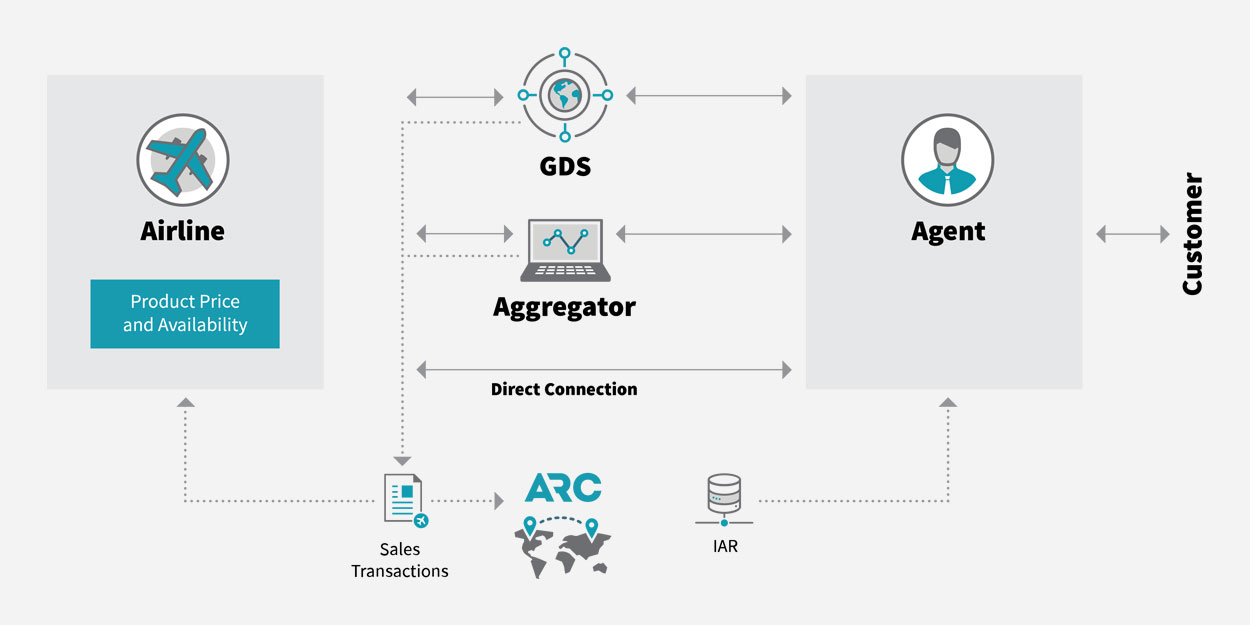 GDS
Airline
Agent
Customer
Product Price
and Availability
Aggregator
Direct Connection
ARC
Sales
Transactions
IAR